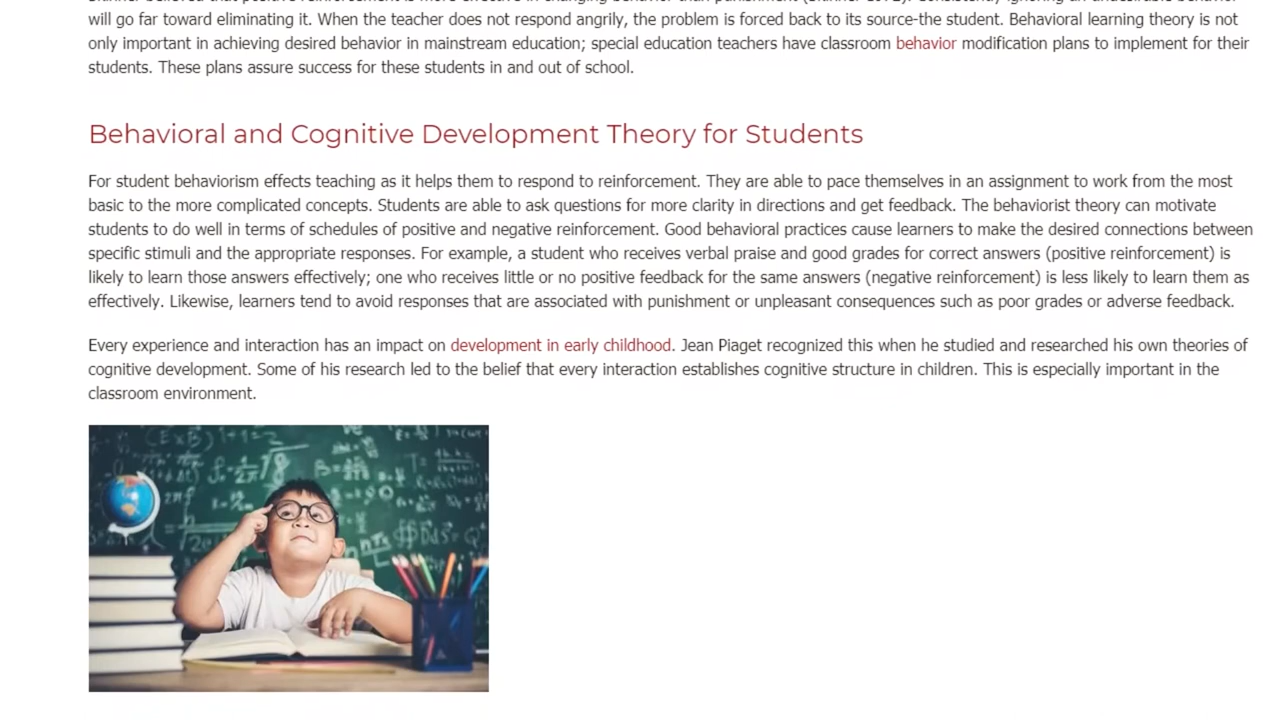 will go far toward eliminating it. When the teacher does not respond angrily, the problem is forced back to its source-the student. Behavioral learning theory is not
only important in achieving desired behavior in mainstream education; special education teachers have classroom behavior modification plans to implement for their
students. These plans assure success for these students in and out of school.
Behavioral and Cognitive Development Theory for Students
For student behaviorism effects teaching as it helps them to respond to reinforcement. They are able to pace themselves in an assignment to work from the most
basic to the more complicated concepts. Students are able to ask questions for more clarity in directions and get feedback. The behaviorist theory can motivate
students to do well in terms of schedules of positive and negative reinforcement. Good behavioral practices cause learners to make the desired connections between
specific stimuli and the appropriate responses. For example, a student who receives verbal praise and good grades for correct answers (positive reinforcement) is
likely to learn those answers effectively; one who receives little or no positive feedback for the same answers (negative reinforcement) is less likely to learn them as
effectively. Likewise, learners tend to avoid responses that are associated with punishment or unpleasant consequences such as poor grades or adverse feedback.
Every experience and interaction has an impact on development in early childhood. Jean Piaget recognized this when he studied and researched his own theories of
cognitive development. Some of his research led to the belief that every interaction establishes cognitive structure in children. This is especially important in the
classroom environment.